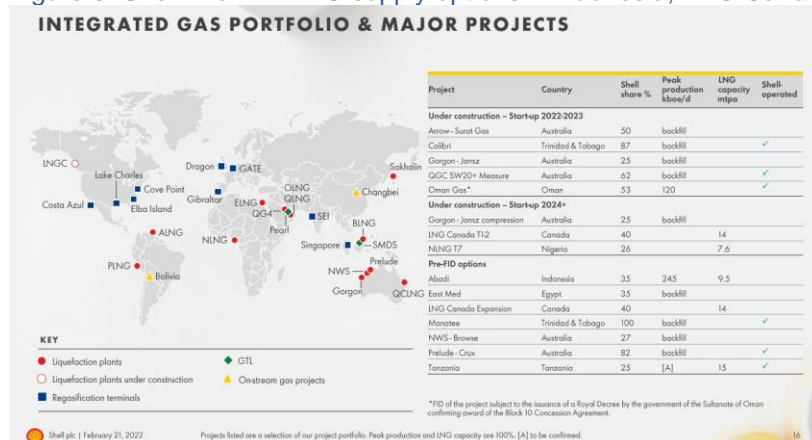 INTEGRATED GAS PORTFOLIO & MAJOR PROJECTS
LNGC
Lake Charles
Costa Azul
Cove Point
Elba Island
Dragon
GATE
Gibraltar
ELNG
OLNG
QLNG
QG4
Pearl
Sakhalin
Changbei
SEI
BLNG
Singapore
SMDS
ALNG
NLNG
PLNG
Bolivia
Prelude
NWS
Gorgon
QCLNG
KEY
Liquefaction plants
Liquefaction plants under construction
Regasification terminals
GTL
On-stream gas projects
Project Country Shell share % Peak production kboe/d LNG capacity mtpa Shell-operated
Under construction – Start-up 2022-2023
Arrow - Surat Gas Australia 50 backfill
Colibri Trinidad & Tobago 87 backfill ✓
Gorgon - Jansz Australia 25 backfill
QGC SW20+ Measure Australia 62 backfill ✓
Oman Gas* Oman 53 120 ✓
Under construction – Start-up 2024+
Gorgon - Jansz compression Australia 25 backfill
LNG Canada T1-2 Canada 40 14
NLNG T7 Nigeria 26 7.6
Pre-FID options
Abadi Indonesia 35 245 9.5
East Med Egypt 35 backfill
LNG Canada Expansion Canada 40 14
Manatee Trinidad & Tobago 100 backfill ✓
NWS - Browse Australia 27 backfill
Prelude - Crux Australia 82 backfill ✓
Tanzania Tanzania 25 [A] 15 ✓
*FID of the project subject to the issuance of a Royal Decree by the government of the Sultanate of Oman
confirming award of the Block 10 Concession Agreement.
Shell plc | February 21, 2022
Projects listed are a selection of our project portfolio. Peak production and LNG capacity are 100%. [A] to be confirmed.
16